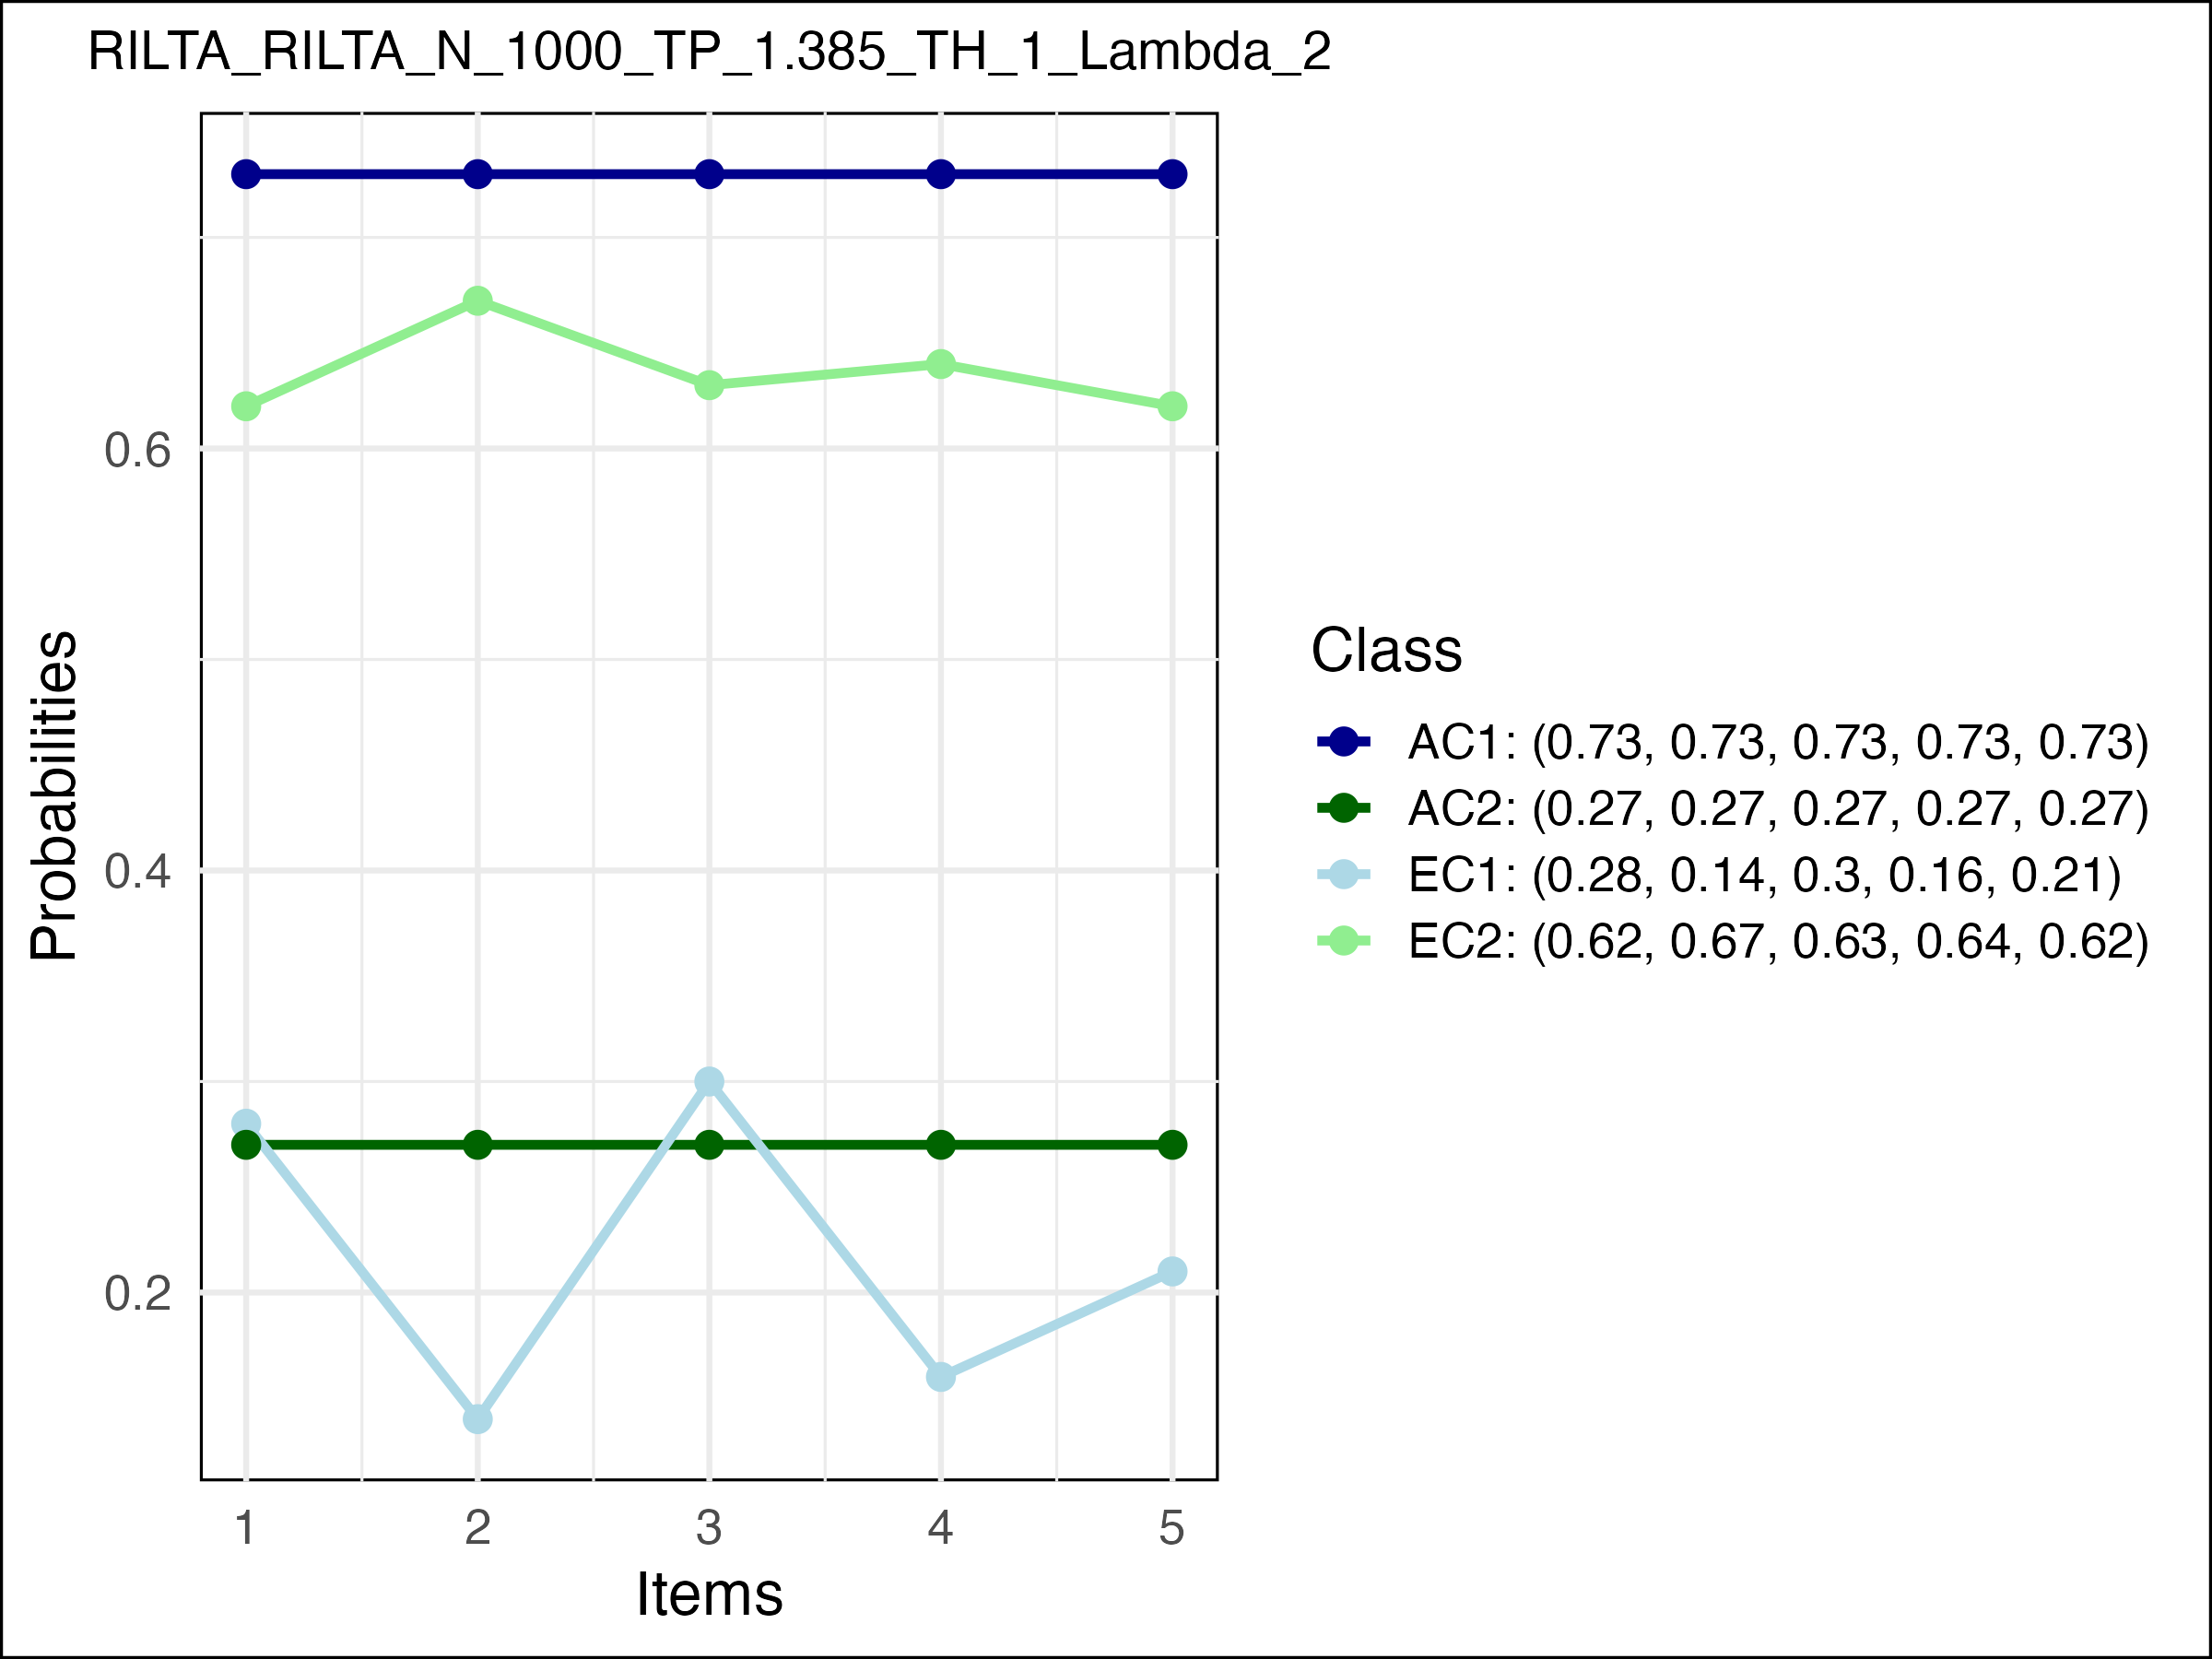 RILTA_RILTA_N_1000_TP_1.385_TH_1_Lambda_2
Probabilities
0.6
0.4
0.2
1 2 3 4 5
Items
Class
AC1: (0.73, 0.73, 0.73, 0.73, 0.73)
AC2: (0.27, 0.27, 0.27, 0.27, 0.27)
EC1: (0.28, 0.14, 0.3, 0.16, 0.21)
EC2: (0.62, 0.67, 0.63, 0.64, 0.62)